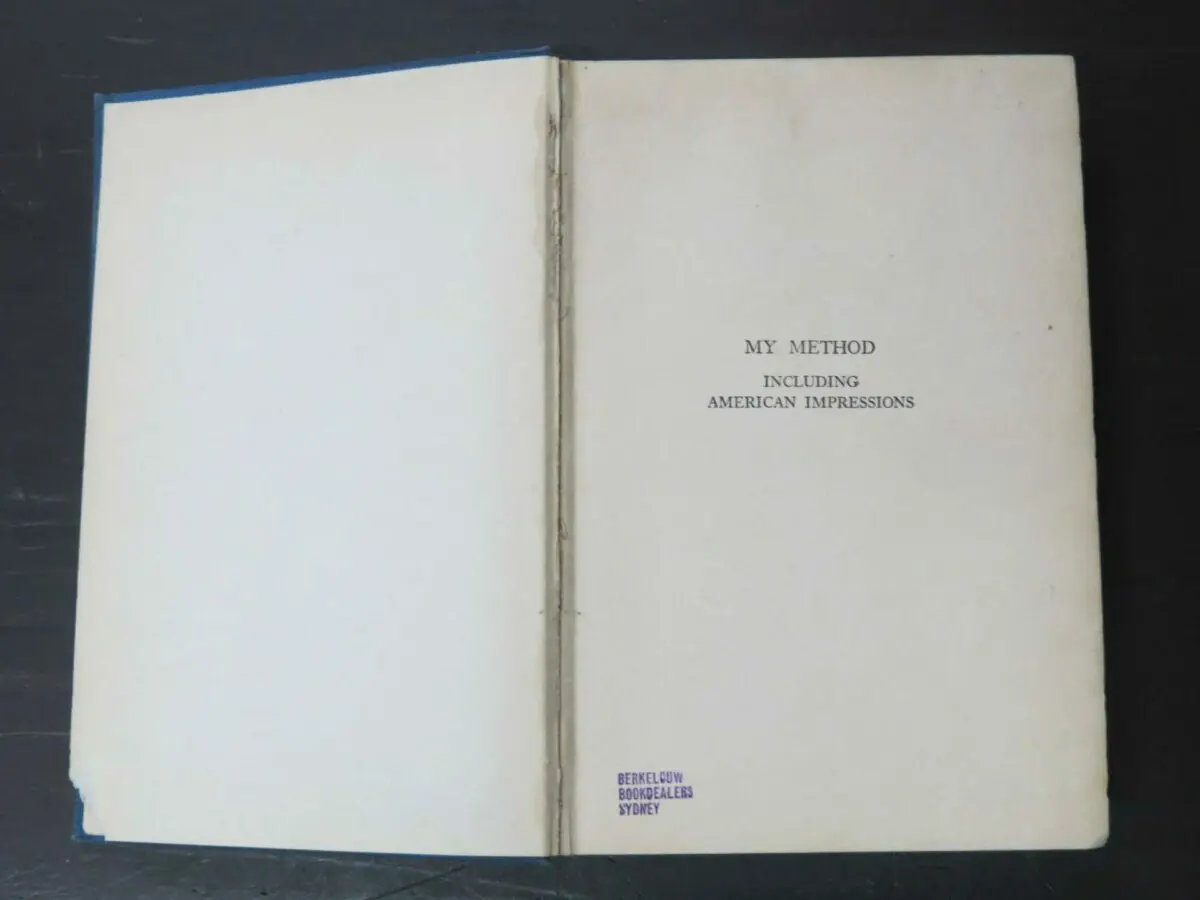 MY METHOD
INCLUDING
AMERICAN IMPRESSIONS
BERKELOUW
BOOKDEALERS
SYDNEY